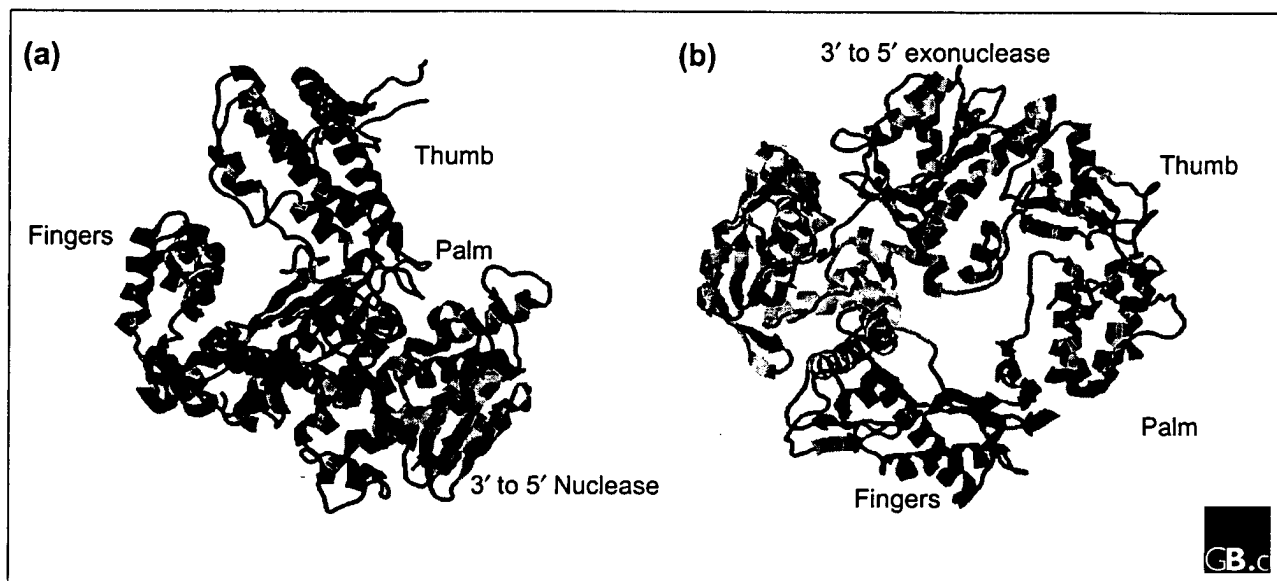 (a)
Thumb
Fingers
Palm
3′ to 5′ Nuclease
(b)
3′ to 5′ exonuclease
Thumb
Palm
Fingers
GB.c